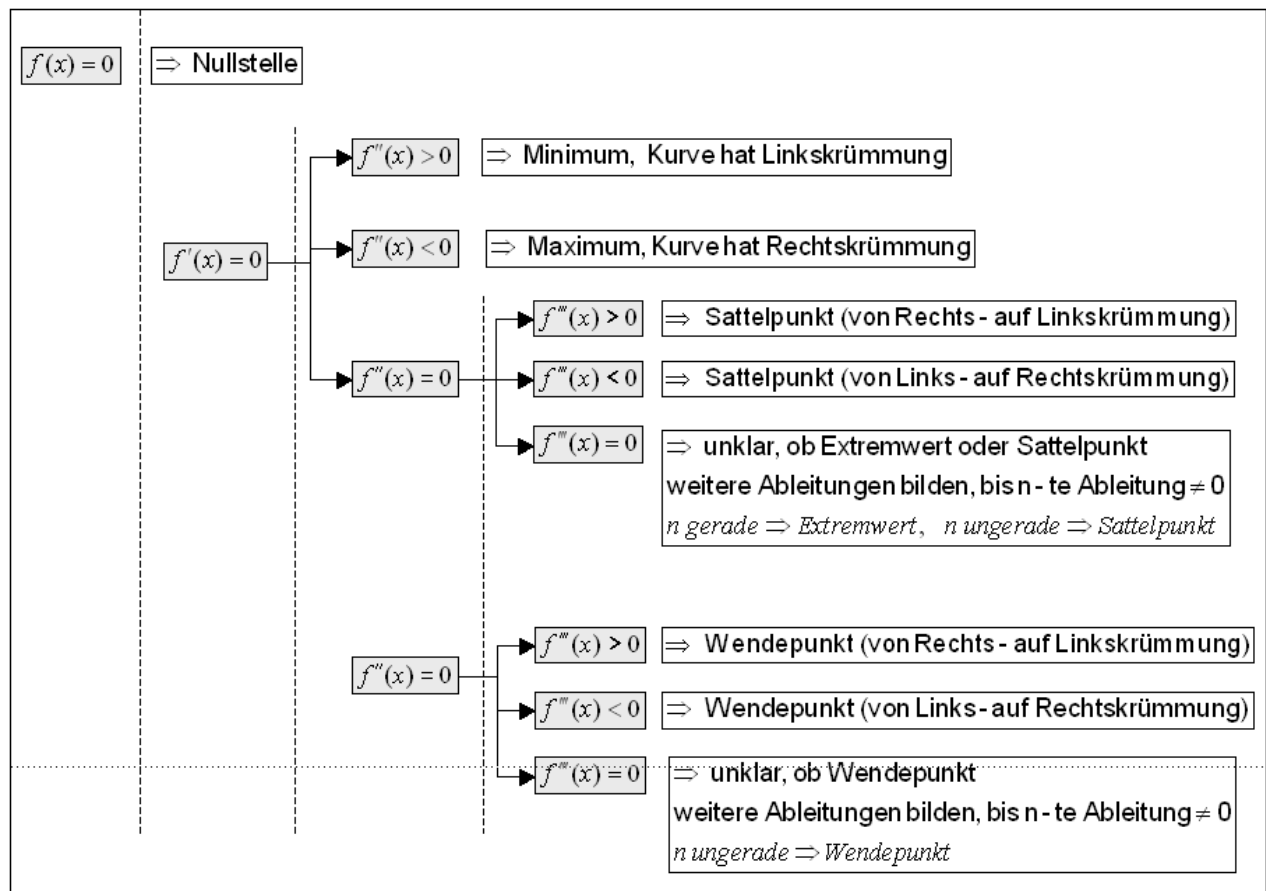 f(x) = 0 ⇒ Nullstelle
f''(x) > 0 ⇒ Minimum, Kurve hat Linkskrümmung
f'(x) = 0
f''(x) < 0 ⇒ Maximum, Kurve hat Rechtskrümmung
f'''(x) > 0 ⇒ Sattelpunkt (von Rechts - auf Linkskrümmung)
f''(x) = 0
f'''(x) < 0 ⇒ Sattelpunkt (von Links - auf Rechtskrümmung)
f'''(x) = 0 ⇒ unklar, ob Extremwert oder Sattelpunkt
weitere Ableitungen bilden, bis n - te Ableitung ≠ 0
n gerade ⇒ Extremwert, n ungerade ⇒ Sattelpunkt
f'''(x) > 0 ⇒ Wendepunkt (von Rechts - auf Linkskrümmung)
f''(x) = 0
f'''(x) < 0 ⇒ Wendepunkt (von Links - auf Rechtskrümmung)
f'''(x) = 0 ⇒ unklar, ob Wendepunkt
weitere Ableitungen bilden, bis n - te Ableitung ≠ 0
n ungerade ⇒ Wendepunkt